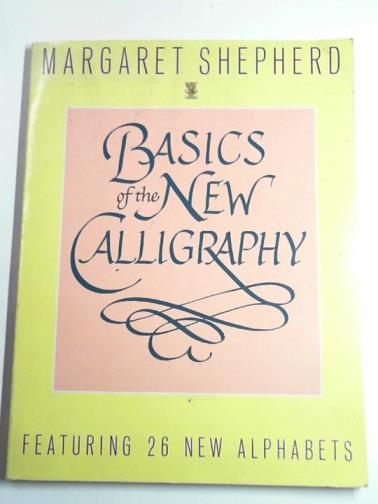 MARGARET SHEPHERD
BASICS
of the NEW
CALLIGRAPHY
FEATURING 26 NEW ALPHABETS